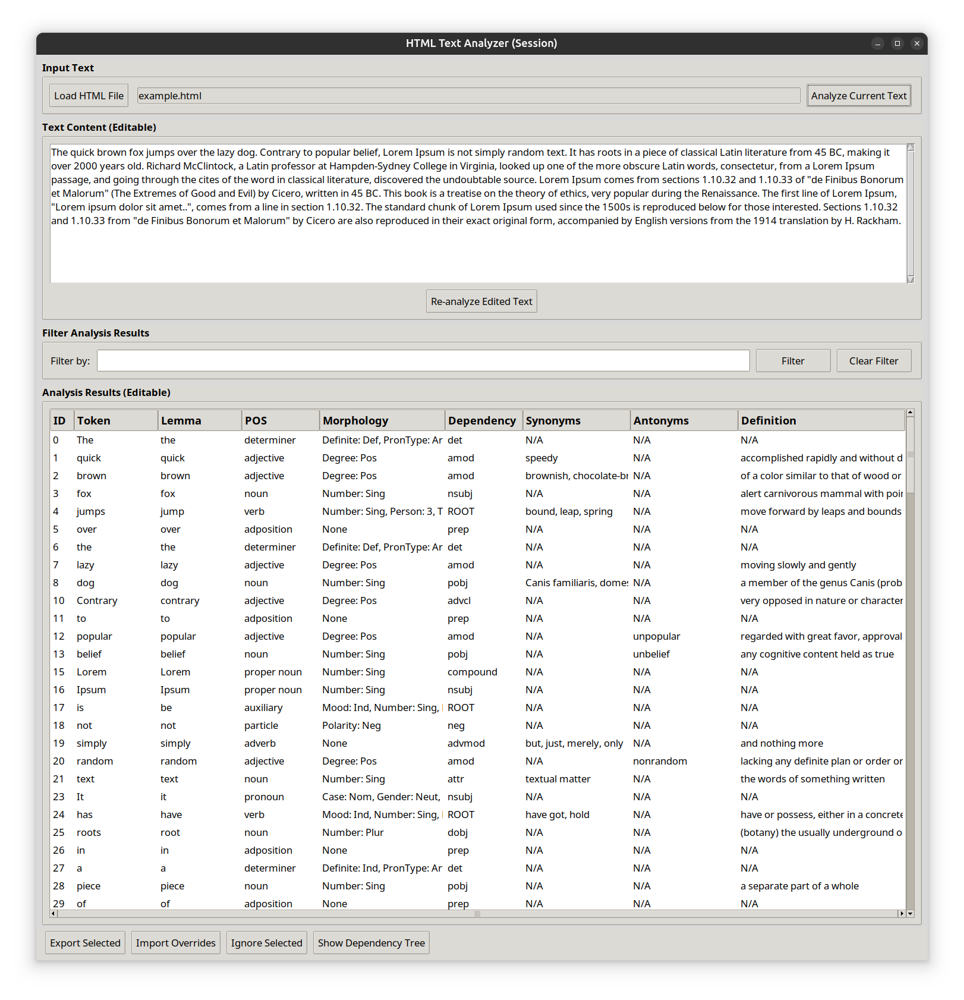 HTML Text Analyzer (Session)
Input Text
Load HTML File example.html Analyze Current Text
Text Content (Editable)
The quick brown fox jumps over the lazy dog. Contrary to popular belief, Lorem Ipsum is not simply random text. It has roots in a piece of classical Latin literature from 45 BC, making it
over 2000 years old. Richard McClintock, a Latin professor at Hampden-Sydney College in Virginia, looked up one of the more obscure Latin words, consectetur, from a Lorem Ipsum
passage, and going through the cites of the word in classical literature, discovered the undoubtable source. Lorem Ipsum comes from sections 1.10.32 and 1.10.33 of "de Finibus Bonorum
et Malorum" (The Extremes of Good and Evil) by Cicero, written in 45 BC. This book is a treatise on the theory of ethics, very popular during the Renaissance. The first line of Lorem Ipsum,
"Lorem ipsum dolor sit amet..", comes from a line in section 1.10.32. The standard chunk of Lorem Ipsum used since the 1500s is reproduced below for those interested. Sections 1.10.32
and 1.10.33 from "de Finibus Bonorum et Malorum" by Cicero are also reproduced in their exact original form, accompanied by English versions from the 1914 translation by H. Rackham.
Re-analyze Edited Text
Filter Analysis Results
Filter by: Filter Clear Filter
Analysis Results (Editable)
ID Token Lemma POS Morphology Dependency Synonyms Antonyms Definition
0 The the determiner Definite: Def, PronType: Ar det N/A N/A N/A
1 quick quick adjective Degree: Pos amod speedy N/A accomplished rapidly and without d
2 brown brown adjective Degree: Pos amod brownish, chocolate-br N/A of a color similar to that of wood or
3 fox fox noun Number: Sing nsubj N/A N/A alert carnivorous mammal with poin
4 jumps jump verb Number: Sing, Person: 3, T ROOT bound, leap, spring N/A move forward by leaps and bounds
5 over over adposition None prep N/A N/A N/A
6 the the determiner Definite: Def, PronType: Ar det N/A N/A N/A
7 lazy lazy adjective Degree: Pos amod N/A N/A moving slowly and gently
8 dog dog noun Number: Sing pobj Canis familiaris, domes N/A a member of the genus Canis (prob
10 Contrary contrary adjective Degree: Pos advcl N/A N/A very opposed in nature or character
11 to to adposition None prep N/A N/A N/A
12 popular popular adjective Degree: Pos amod N/A unpopular regarded with great favor, approval
13 belief belief noun Number: Sing pobj N/A unbelief any cognitive content held as true
15 Lorem Lorem proper noun Number: Sing compound N/A N/A N/A
16 Ipsum Ipsum proper noun Number: Sing nsubj N/A N/A N/A
17 is be auxiliary Mood: Ind, Number: Sing, ROOT N/A N/A N/A
18 not not particle Polarity: Neg neg N/A N/A N/A
19 simply simply adverb None advmod but, just, merely, only N/A and nothing more
20 random random adjective Degree: Pos amod N/A nonrandom lacking any definite plan or order or
21 text text noun Number: Sing attr textual matter N/A the words of something written
23 It it pronoun Case: Nom, Gender: Neut, nsubj N/A N/A N/A
24 has have verb Mood: Ind, Number: Sing, ROOT have got, hold N/A have or possess, either in a concrete
25 roots root noun Number: Plur dobj N/A N/A (botany) the usually underground o
26 in in adposition None prep N/A N/A N/A
27 a a determiner Definite: Ind, PronType: Ar det N/A N/A N/A
28 piece piece noun Number: Sing pobj N/A N/A a separate part of a whole
29 of of adposition None prep N/A N/A N/A
Export Selected Import Overrides Ignore Selected Show Dependency Tree